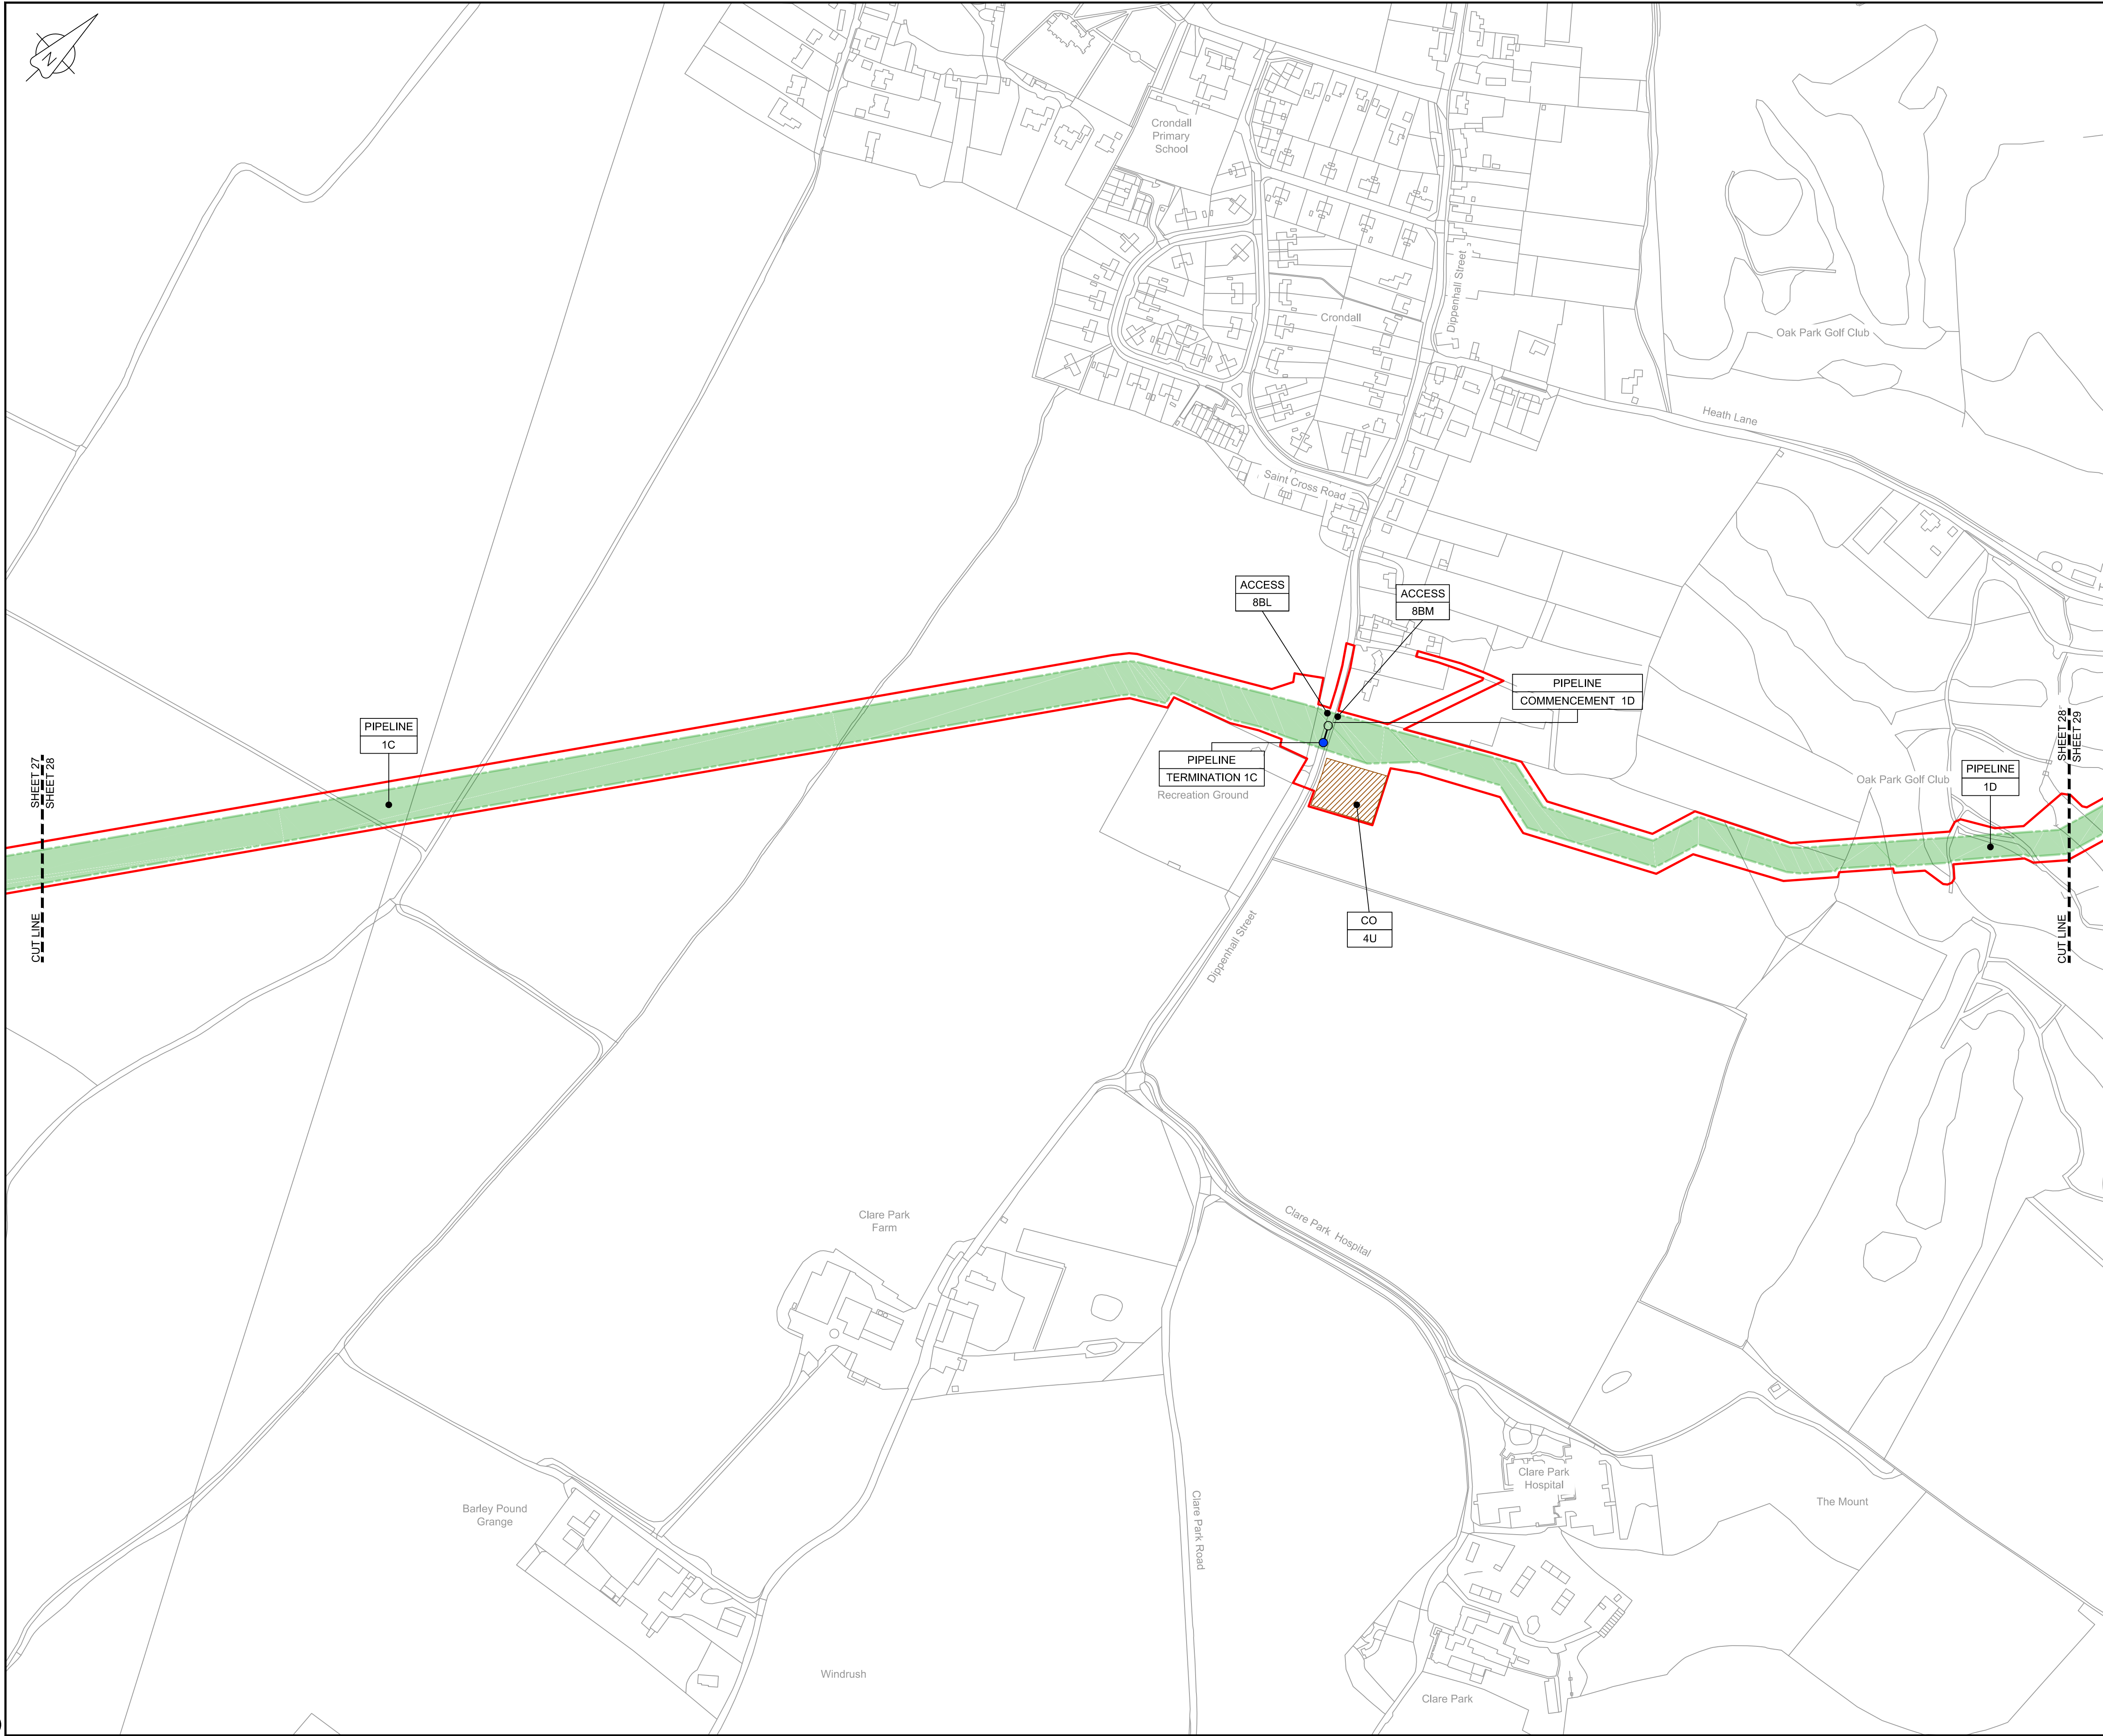 N
Crondall
Primary
School
Dippenhall Street
Crondall
Oak Park Golf Club
Heath Lane
Saint Cross Road
ACCESS
8BL
ACCESS
8BM
PIPELINE
COMMENCEMENT 1D
PIPELINE
1C
PIPELINE
TERMINATION 1C
Recreation Ground
Oak Park Golf Club
PIPELINE
1D
SHEET 27
SHEET 28
CUT LINE
SHEET 28
SHEET 29
CUT LINE
CO
4U
Dippenhall Street
Clare Park
Farm
Clare Park Hospital
Clare Park
Hospital
The Mount
Barley Pound
Grange
Clare Park Road
Windrush
Clare Park